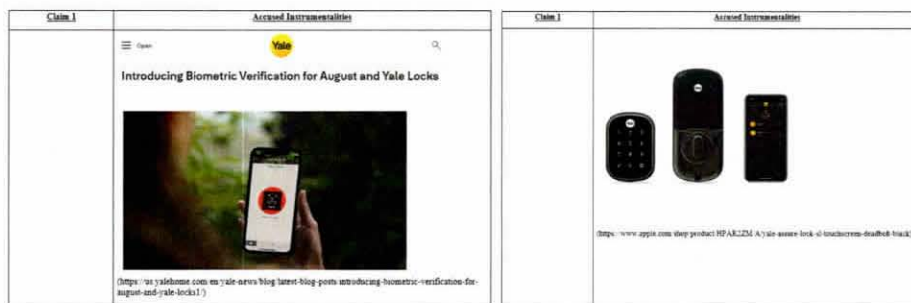 Claim 1
Accused Instrumentalities
Open
Yale
Introducing Biometric Verification for August and Yale Locks
(https://us.yalehome.com/en/yale-news/blog/latest-blog-posts/introducing-biometric-verification-for-
august-and-yale-locks1/)
Claim 1
Accused Instrumentalities
(https://www.apple.com/shop/product/HPAR2ZM/A/yale-assure-lock-sl-touchscreen-deadbolt-black)